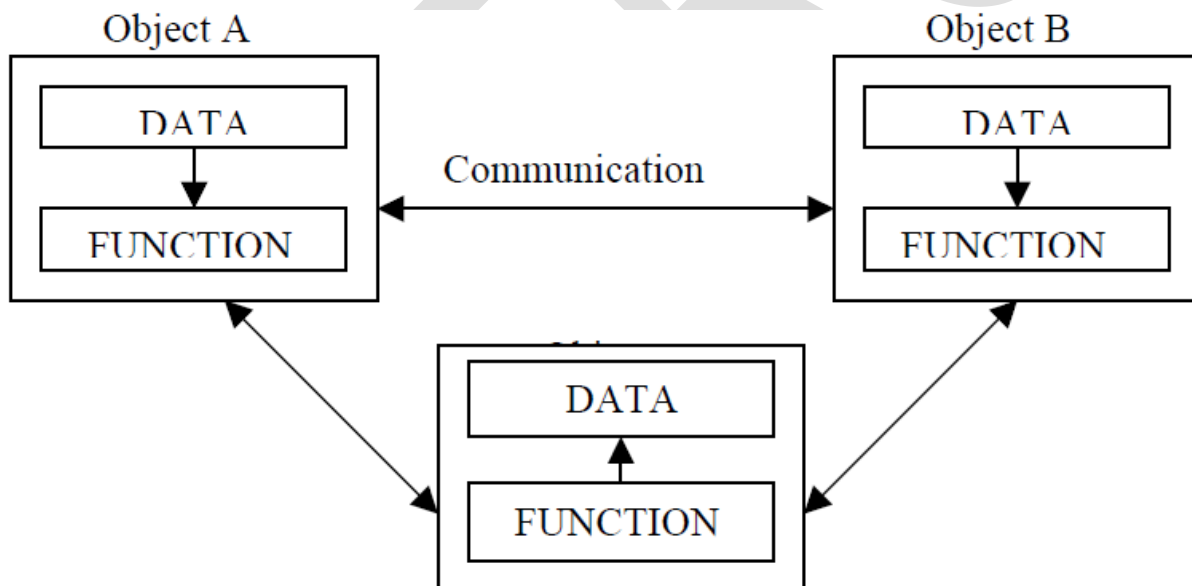 Object A
Object B
DATA
DATA
Communication
FUNCTION
FUNCTION
DATA
FUNCTION